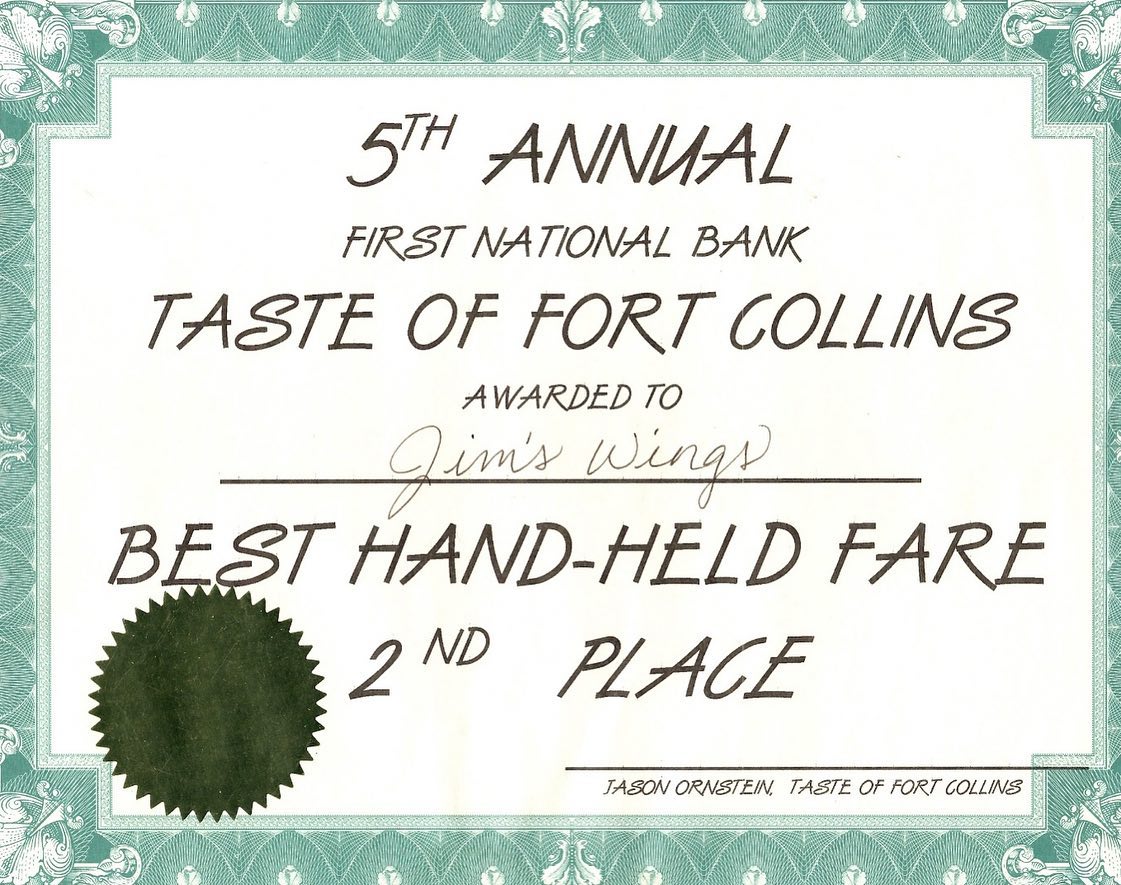 5TH ANNUAL
FIRST NATIONAL BANK
TASTE OF FORT COLLINS
AWARDED TO
Jim's Wings
BEST HAND-HELD FARE
2ND PLACE
JASON ORNSTEIN, TASTE OF FORT COLLINS